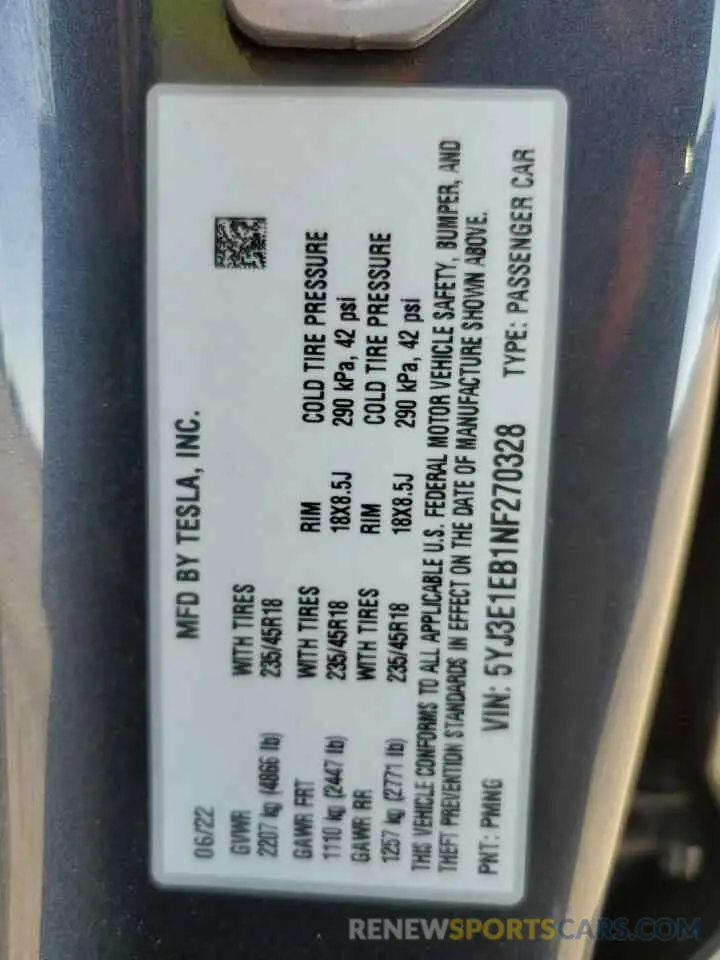 MFD BY TESLA, INC.
06/22
GVWR WITH TIRES
2207 kg (4866 lb) 235/45R18
GAWR FRT WITH TIRES RIM COLD TIRE PRESSURE
1110 kg (2447 lb) 235/45R18 18X8.5J 290 kPa, 42 psi
GAWR RR WITH TIRES RIM COLD TIRE PRESSURE
1257 kg (2771 lb) 235/45R18 18X8.5J 290 kPa, 42 psi
THIS VEHICLE CONFORMS TO ALL APPLICABLE U.S. FEDERAL MOTOR VEHICLE SAFETY, BUMPER, AND
THEFT PREVENTION STANDARDS IN EFFECT ON THE DATE OF MANUFACTURE SHOWN ABOVE.
PNT: PMNG VIN: 5YJ3E1EB1NF270328 TYPE: PASSENGER CAR
RENEWSPORTSCARS.COM